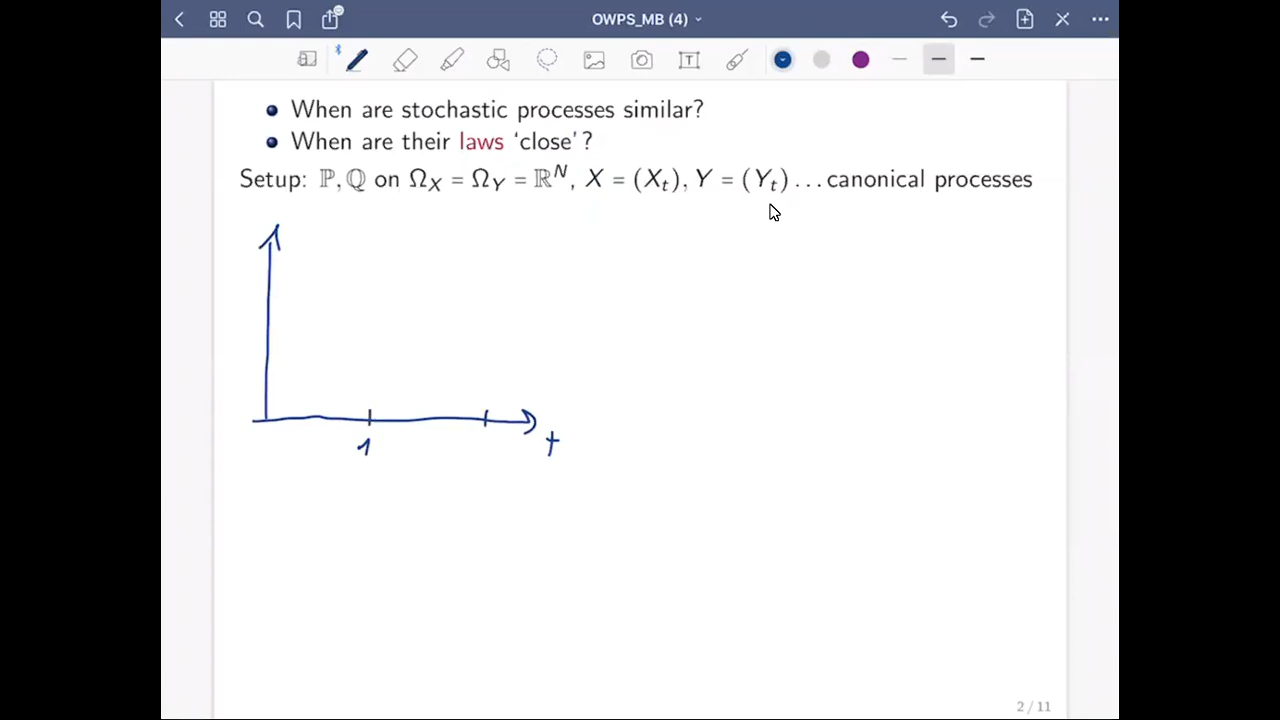 OWPS_MB (4)
When are stochastic processes similar?
When are their laws ‘close’?
Setup: ℙ, ℚ on Ω_X = Ω_Y = ℝ^N, X = (X_t), Y = (Y_t) ... canonical processes
1
t
2 / 11